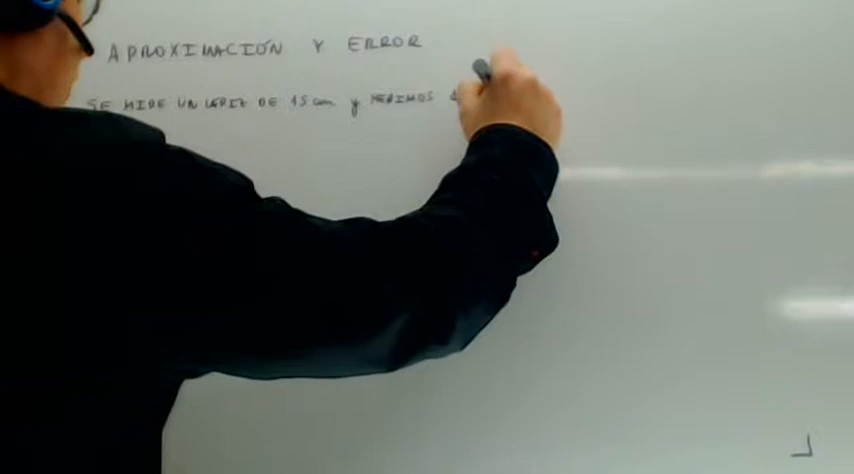 APROXIMACIÓN Y ERROR
SE MIDE UN LÁPIZ DE 15 cm y MEDIMOS